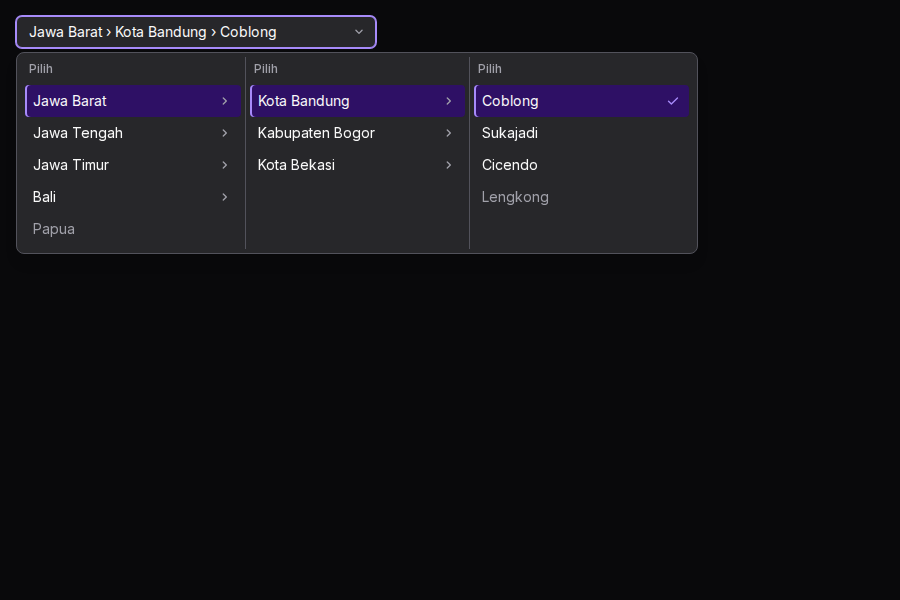 Jawa Barat › Kota Bandung › Coblong
Pilih
Jawa Barat
Jawa Tengah
Jawa Timur
Bali
Papua
Pilih
Kota Bandung
Kabupaten Bogor
Kota Bekasi
Pilih
Coblong
Sukajadi
Cicendo
Lengkong